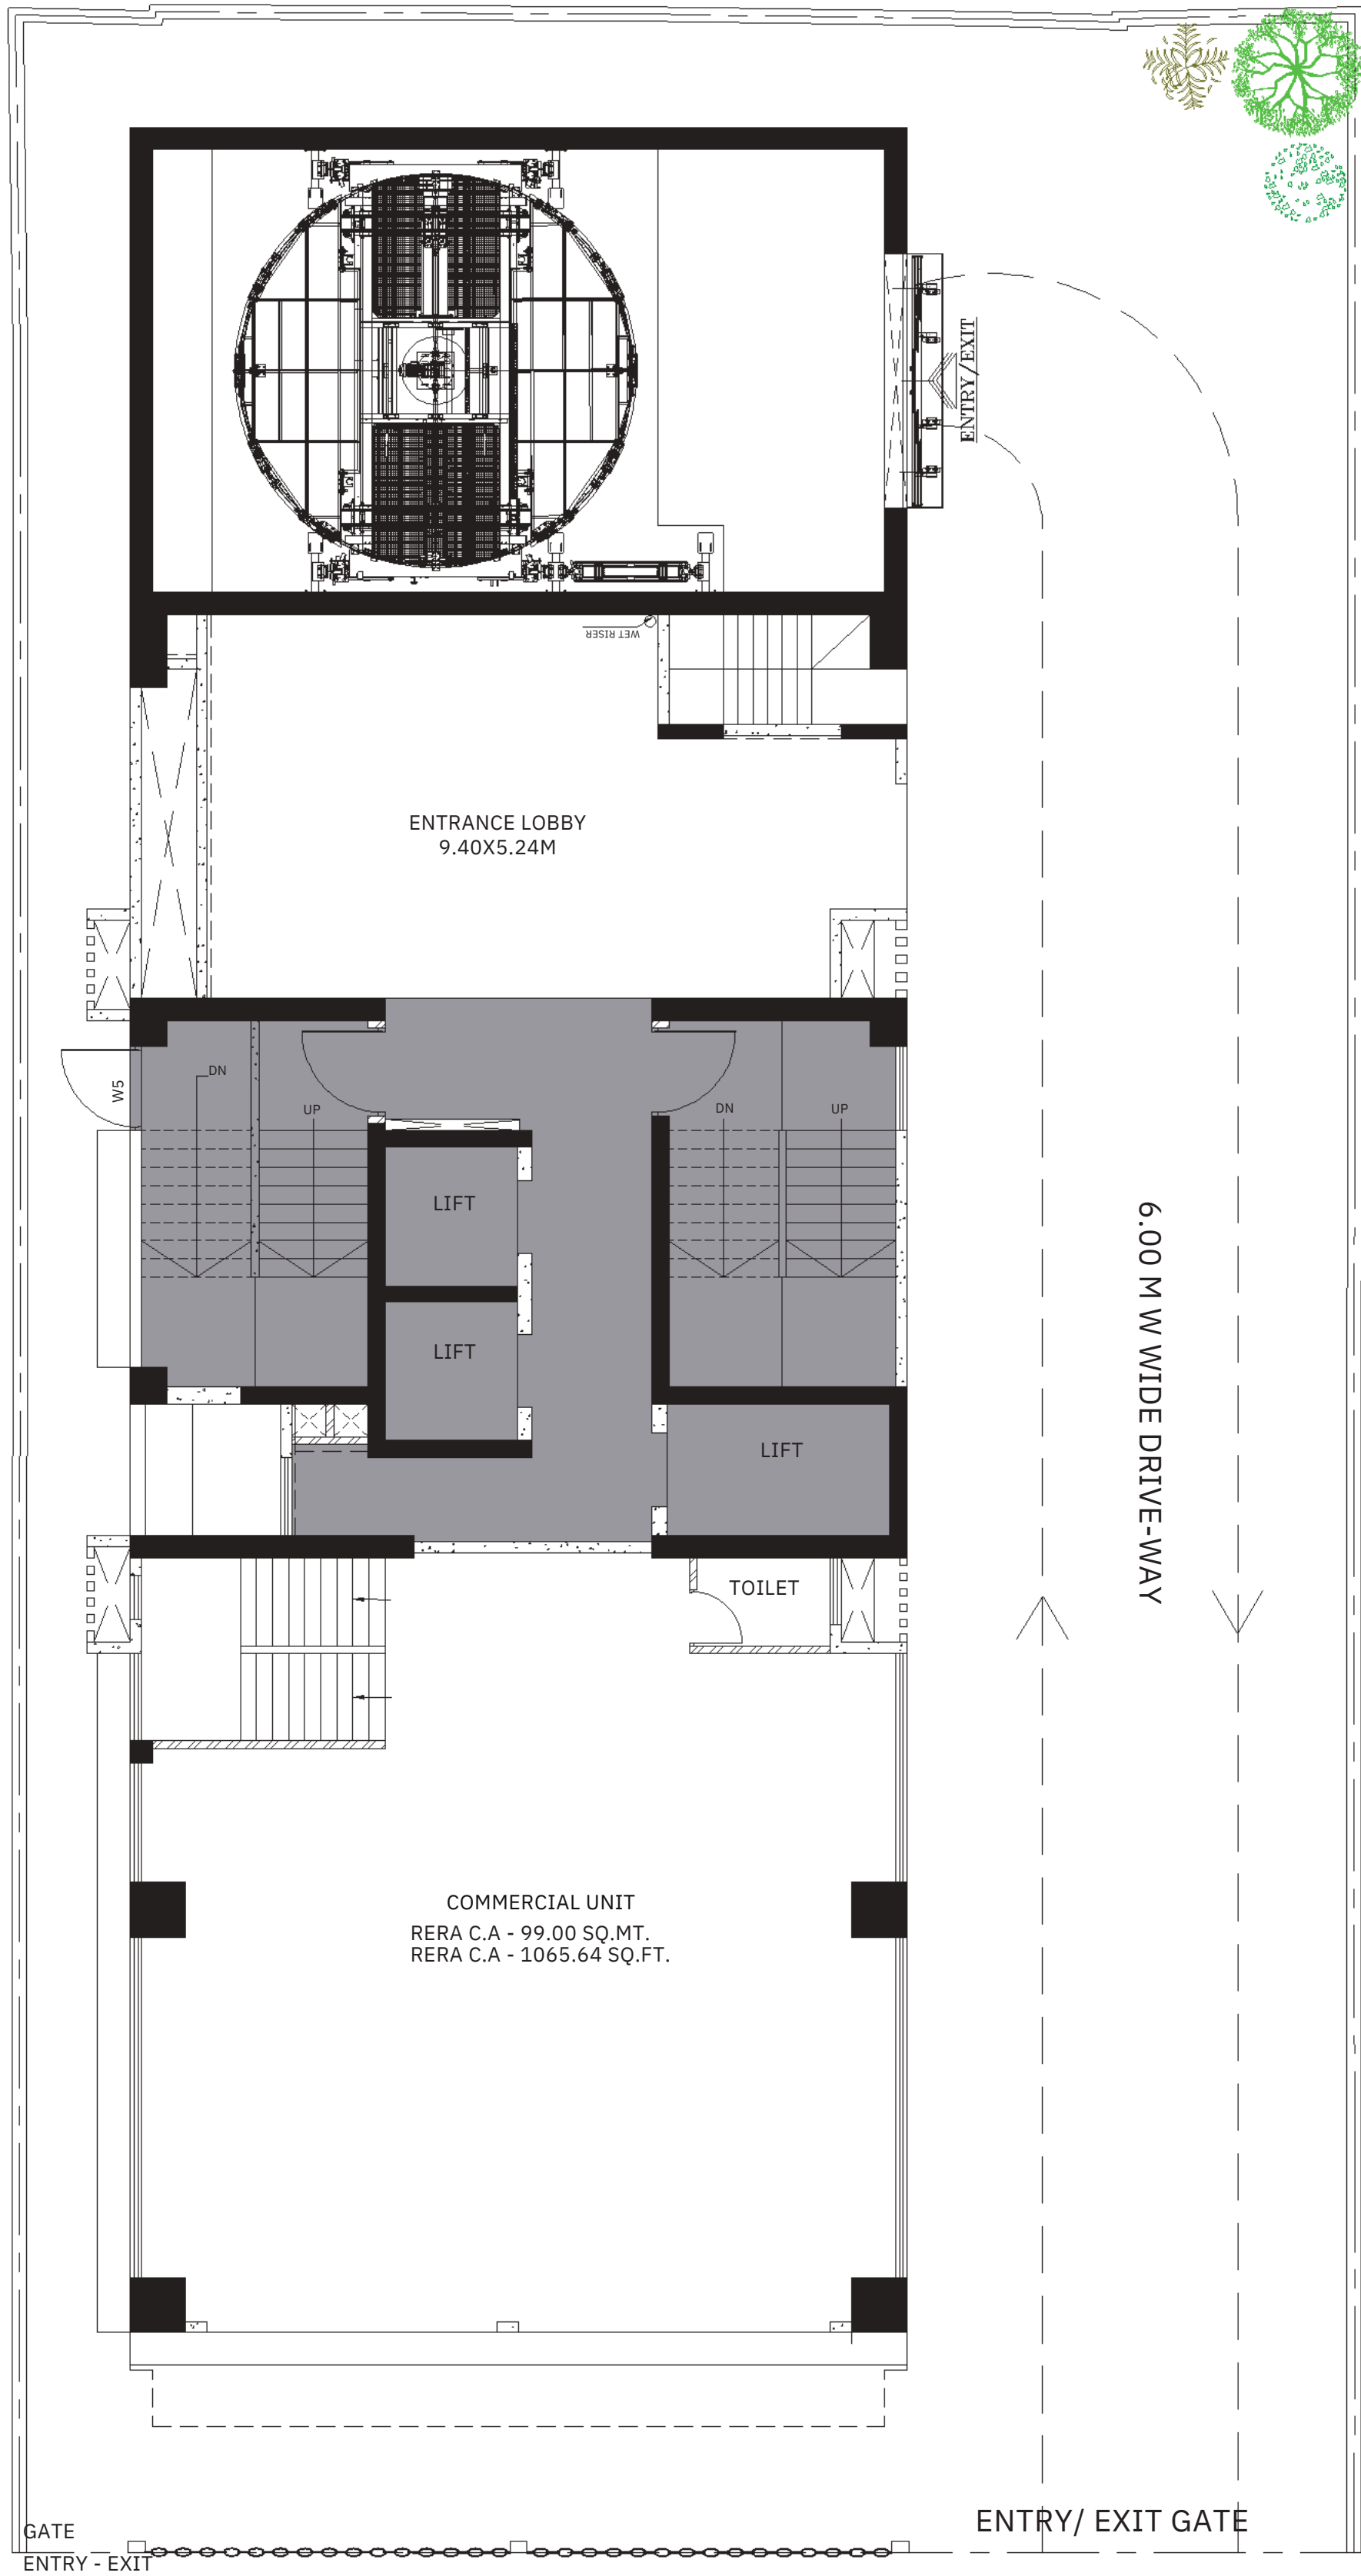 ENTRY/EXIT
WET RISER
ENTRANCE LOBBY
9.40X5.24M
W5
DN
UP
DN
UP
LIFT
LIFT
LIFT
6.00 M W WIDE DRIVE-WAY
TOILET
COMMERCIAL UNIT
RERA C.A - 99.00 SQ.MT.
RERA C.A - 1065.64 SQ.FT.
ENTRY/ EXIT GATE
GATE
ENTRY - EXIT